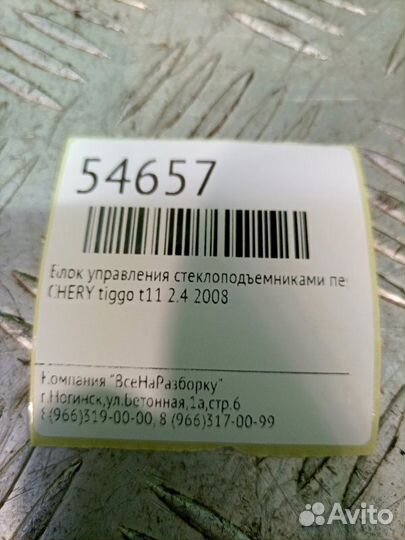 54657
Блок управления стеклоподъемниками пе
CHERY tiggo t11 2.4 2008
Компания "ВсеНаРазборку"
г.Ногинск,ул.Бетонная,1а,стр.6
8(966)319-00-00, 8 (966)317-00-99
Avito